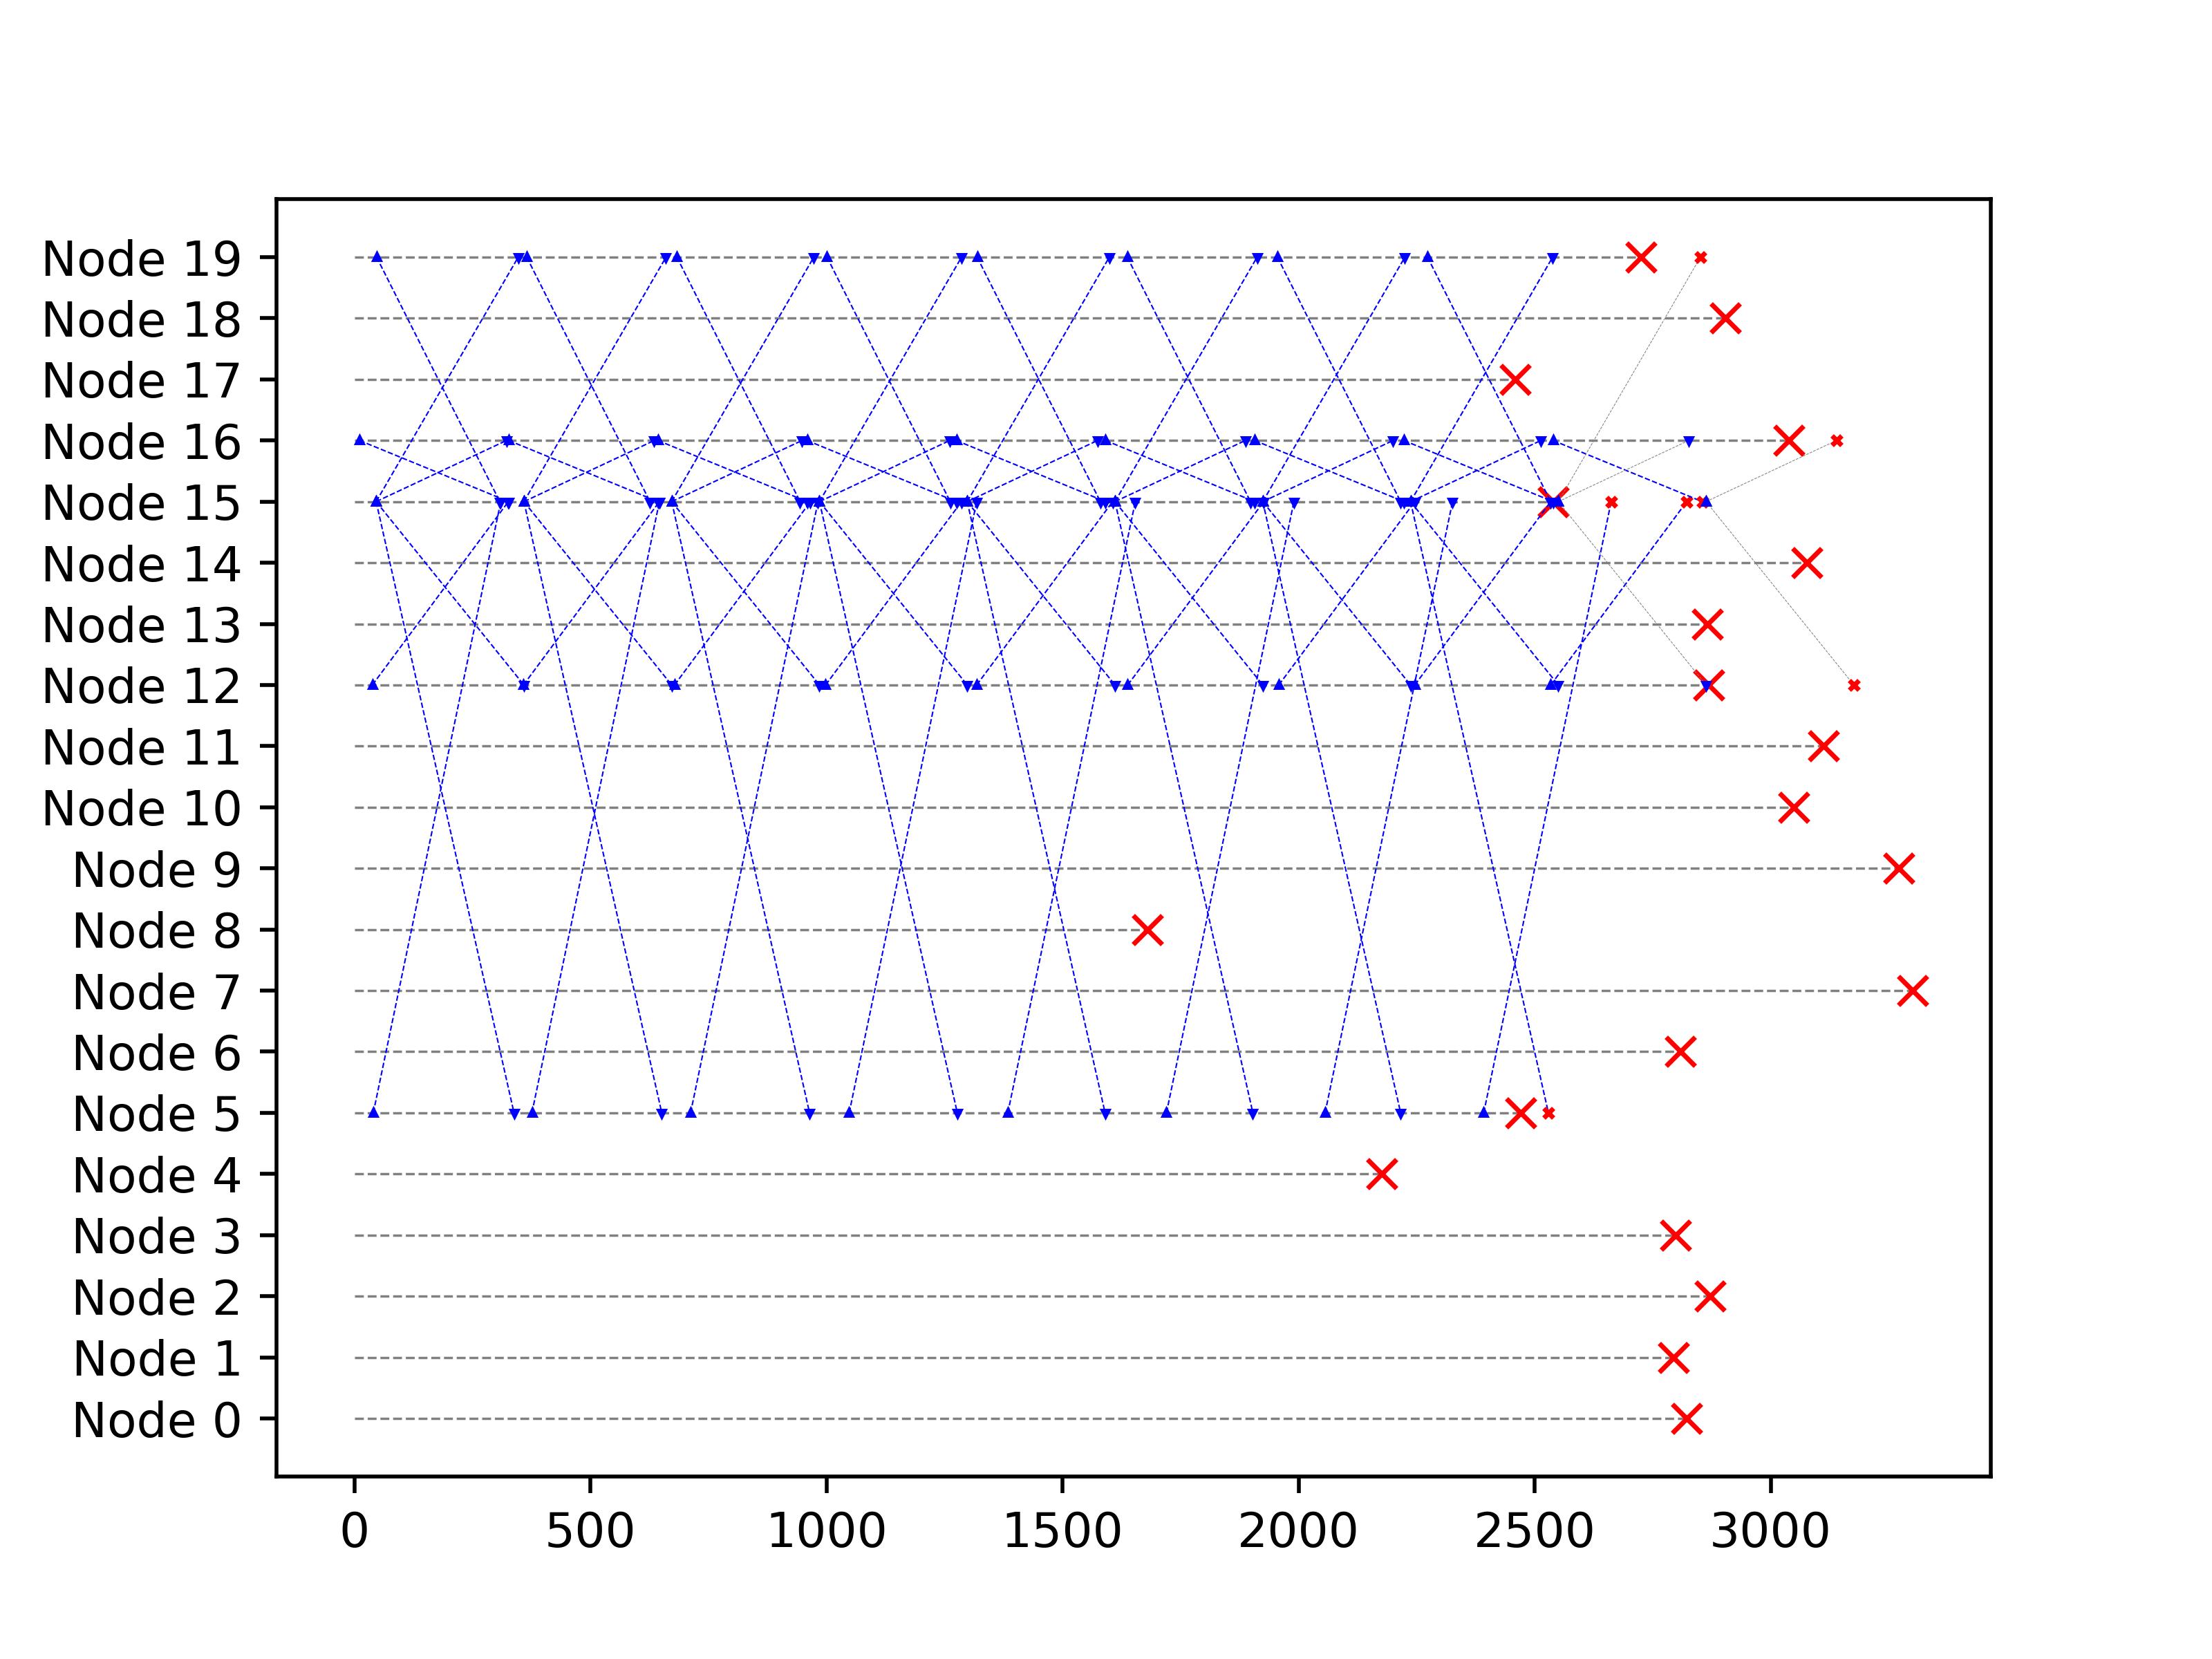 Node 19
Node 18
Node 17
Node 16
Node 15
Node 14
Node 13
Node 12
Node 11
Node 10
Node 9
Node 8
Node 7
Node 6
Node 5
Node 4
Node 3
Node 2
Node 1
Node 0
0 500 1000 1500 2000 2500 3000